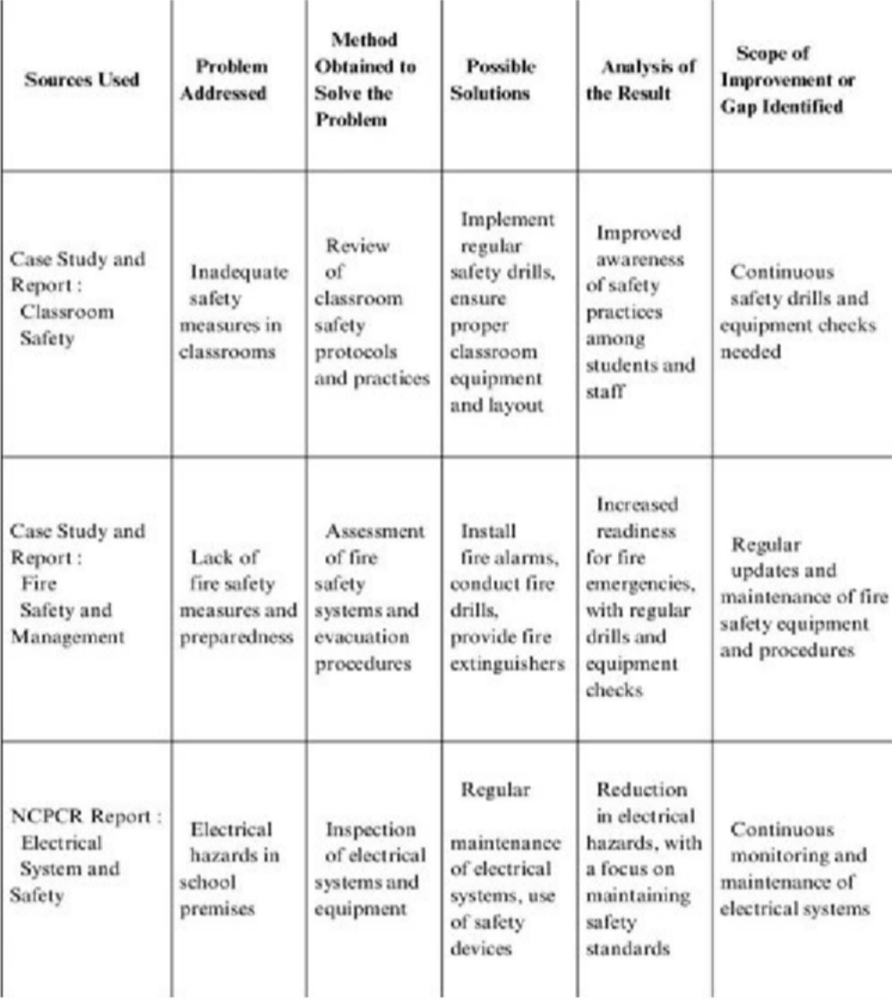 Sources Used
Problem
Addressed
Method
Obtained to
Solve the
Problem
Possible
Solutions
Analysis of
the Result
Scope of
Improvement or
Gap Identified
Case Study and
Report :
Classroom
Safety
Inadequate
safety
measures in
classrooms
Review
of
classroom
safety
protocols
and practices
Implement
regular
safety drills,
ensure
proper
classroom
equipment
and layout
Improved
awareness
of safety
practices
among
students and
staff
Continuous
safety drills and
equipment checks
needed
Case Study and
Report :
Fire
Safety and
Management
Lack of
fire safety
measures and
preparedness
Assessment
of fire
safety
systems and
evacuation
procedures
Install
fire alarms,
conduct fire
drills,
provide fire
extinguishers
Increased
readiness
for fire
emergencies,
with regular
drills and
equipment
checks
Regular
updates and
maintenance of fire
safety equipment
and procedures
NCPCR Report :
Electrical
System and
Safety
Electrical
hazards in
school
premises
Inspection
of electrical
systems and
equipment
Regular
maintenance
of electrical
systems, use
of safety
devices
Reduction
in electrical
hazards, with
a focus on
maintaining
safety
standards
Continuous
monitoring and
maintenance of
electrical systems